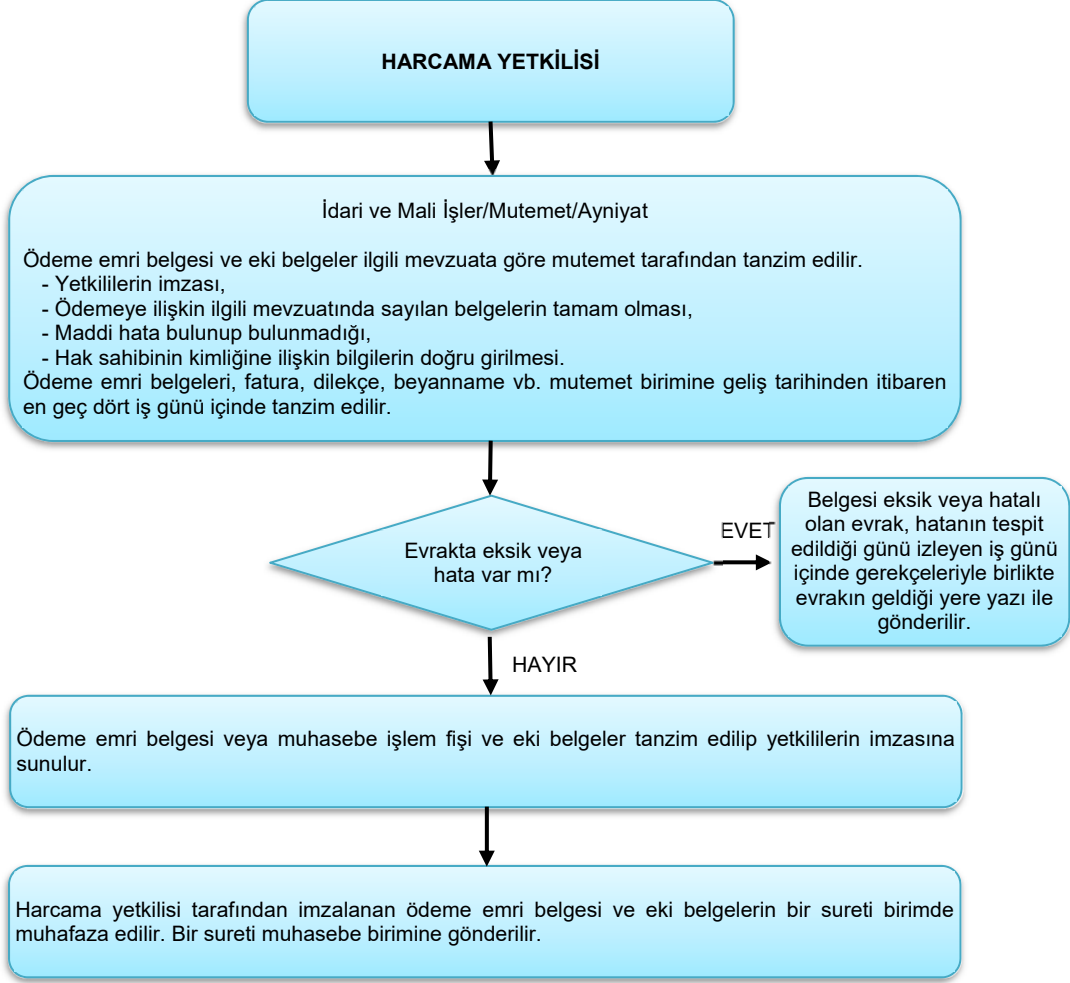 HARCAMA YETKİLİSİ
İdari ve Mali İşler/Mutemet/Ayniyat
Ödeme emri belgesi ve eki belgeler ilgili mevzuata göre mutemet tarafından tanzim edilir.
- Yetkililerin imzası,
- Ödemeye ilişkin ilgili mevzuatında sayılan belgelerin tamam olması,
- Maddi hata bulunup bulunmadığı,
- Hak sahibinin kimliğine ilişkin bilgilerin doğru girilmesi.
Ödeme emri belgeleri, fatura, dilekçe, beyanname vb. mutemet birimine geliş tarihinden itibaren
en geç dört iş günü içinde tanzim edilir.
Evrakta eksik veya
hata var mı?
EVET
Belgesi eksik veya hatalı
olan evrak, hatanın tespit
edildiği günü izleyen iş günü
içinde gerekçeleriyle birlikte
evrakın geldiği yere yazı ile
gönderilir.
HAYIR
Ödeme emri belgesi veya muhasebe işlem fişi ve eki belgeler tanzim edilip yetkililerin imzasına
sunulur.
Harcama yetkilisi tarafından imzalanan ödeme emri belgesi ve eki belgelerin bir sureti birimde
muhafaza edilir. Bir sureti muhasebe birimine gönderilir.